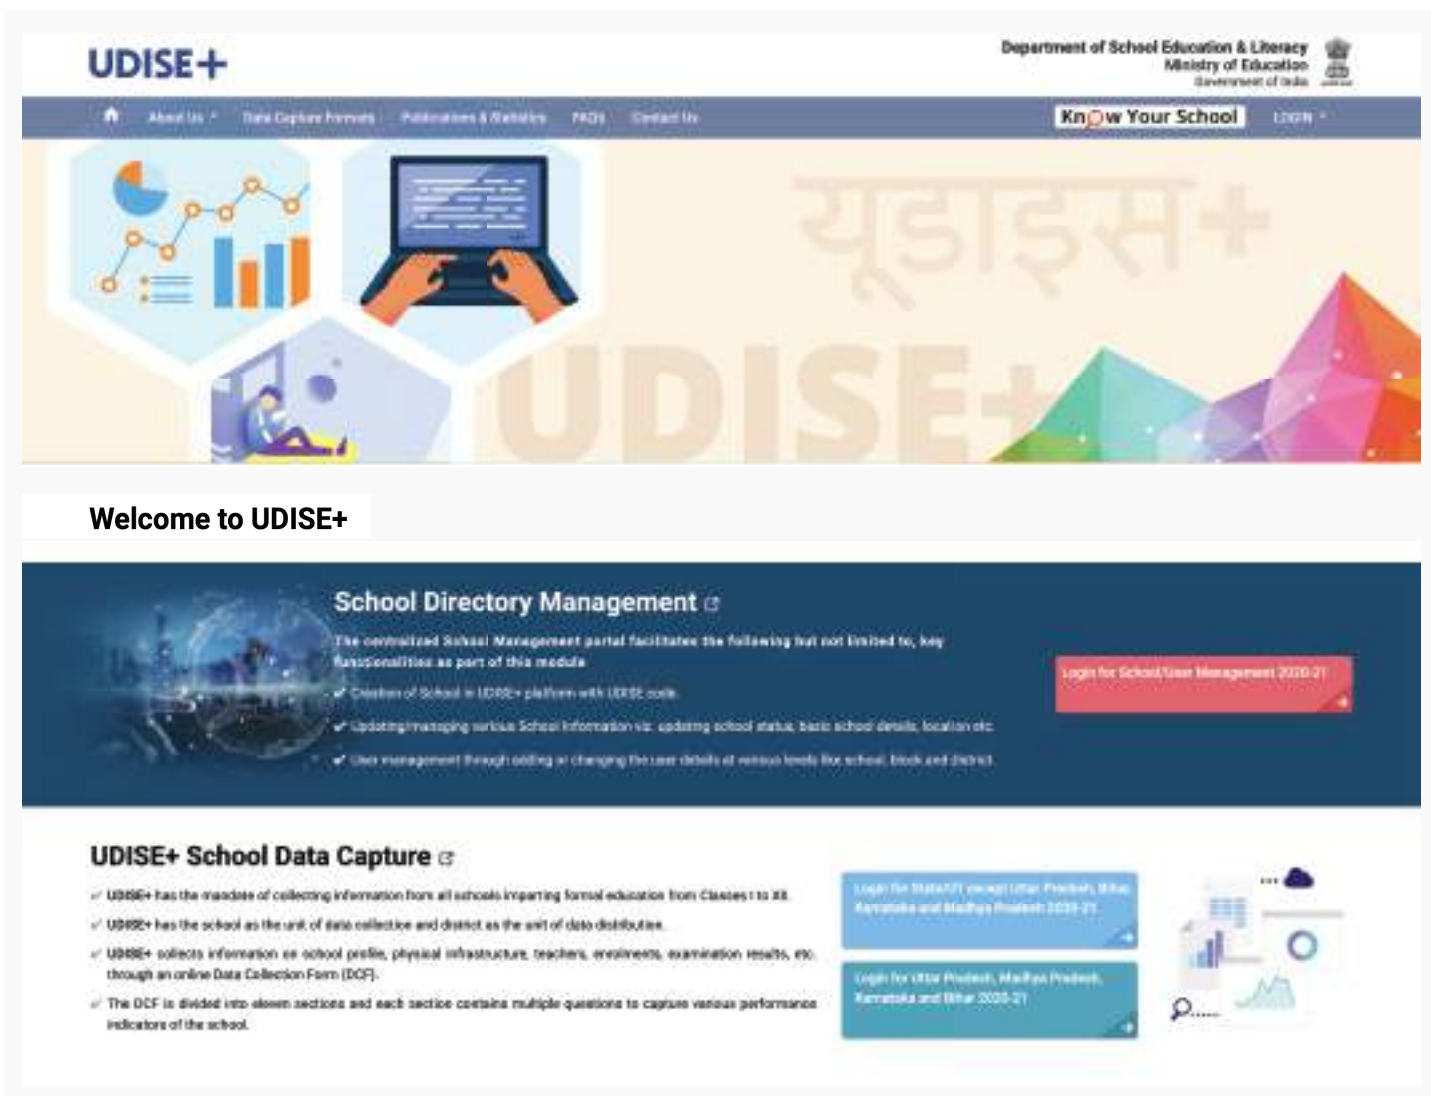 UDISE+
Department of School Education & Literacy
Ministry of Education
Government of India
About Us
Data Capture Formats
Publications & Statistics
FAQs
Contact Us
Know Your School
LOGIN
यूडाइस+
UDISE+
Welcome to UDISE+
School Directory Management
The centralized School Management portal facilitates the following but not limited to, key
functionalities as part of this module
Creation of School in UDISE+ platform with UDISE code.
Updating/managing various School Information viz. updating school status, basic school details, location etc.
User management through adding or changing the user details at various levels like school, block and district.
Login for School/User Management 2020-21
UDISE+ School Data Capture
UDISE+ has the mandate of collecting information from all schools imparting formal education from Classes I to XII.
UDISE+ has the school as the unit of data collection and district as the unit of data distribution.
UDISE+ collects information on school profile, physical infrastructure, teachers, enrolments, examination results, etc.
through an online Data Collection Form (DCF).
The DCF is divided into eleven sections and each section contains multiple questions to capture various performance
indicators of the school.
Login for State/UT except Uttar Pradesh, Bihar,
Karnataka and Madhya Pradesh 2020-21
Login for Uttar Pradesh, Madhya Pradesh,
Karnataka and Bihar 2020-21